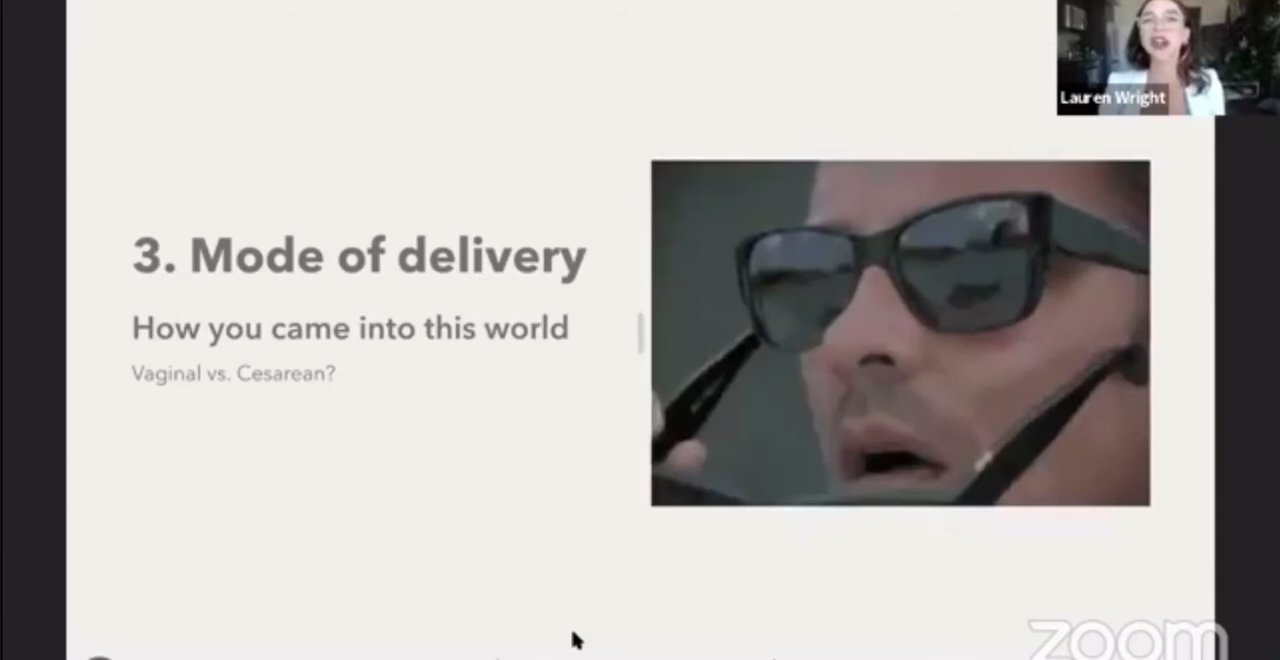 Lauren Wright
3. Mode of delivery
How you came into this world
Vaginal vs. Cesarean?
zoom